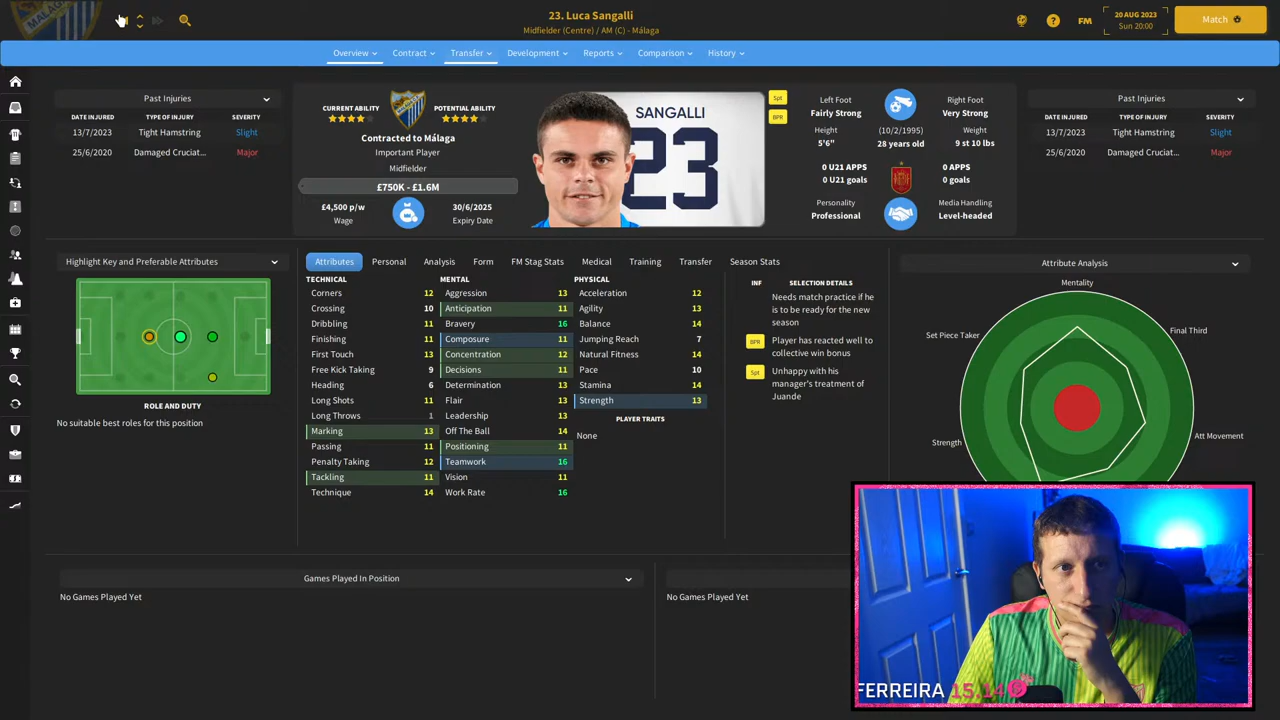 23. Luca Sangalli
Midfielder (Centre) / AM (C) - Málaga
FM
20 AUG 2023
Sun 20:00
Match
Overview
Contract
Transfer
Development
Reports
Comparison
History
Past Injuries
DATE INJURED TYPE OF INJURY SEVERITY
13/7/2023 Tight Hamstring Slight
25/6/2020 Damaged Cruciat... Major
CURRENT ABILITY
POTENTIAL ABILITY
Contracted to Málaga
Important Player
Midfielder
£750K - £1.6M
£4,500 p/w
Wage
30/6/2025
Expiry Date
SANGALLI
23
Spt
BPR
Left Foot
Fairly Strong
Right Foot
Very Strong
Height
5'6"
(10/2/1995)
28 years old
Weight
9 st 10 lbs
0 U21 APPS
0 U21 goals
0 APPS
0 goals
Personality
Professional
Media Handling
Level-headed
Past Injuries
DATE INJURED TYPE OF INJURY SEVERITY
13/7/2023 Tight Hamstring Slight
25/6/2020 Damaged Cruciat... Major
Highlight Key and Preferable Attributes
ROLE AND DUTY
No suitable best roles for this position
Attributes Personal Analysis Form FM Stag Stats Medical Training Transfer Season Stats
TECHNICAL
Corners 12
Crossing 10
Dribbling 11
Finishing 11
First Touch 13
Free Kick Taking 9
Heading 6
Long Shots 11
Long Throws 1
Marking 13
Passing 11
Penalty Taking 12
Tackling 11
Technique 14
MENTAL
Aggression 13
Anticipation 11
Bravery 16
Composure 11
Concentration 12
Decisions 11
Determination 13
Flair 13
Leadership 13
Off The Ball 14
Positioning 11
Teamwork 16
Vision 11
Work Rate 16
PHYSICAL
Acceleration 12
Agility 13
Balance 14
Jumping Reach 7
Natural Fitness 14
Pace 10
Stamina 14
Strength 13
PLAYER TRAITS
None
INF SELECTION DETAILS
Needs match practice if he
is to be ready for the new
season
BPR Player has reacted well to
collective win bonus
Spt Unhappy with his
manager's treatment of
Juande
Attribute Analysis
Mentality
Set Piece Taker
Final Third
Strength
Att Movement
Games Played In Position
No Games Played Yet
No Games Played Yet
FERREIRA 15,14